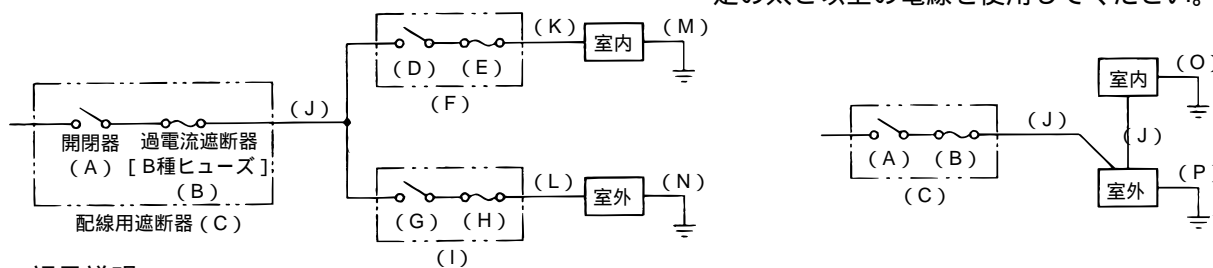 定の太さ以上の電線を使用してください。
(K) 室内 (M)
(D) (E)
(F)
(J)
開閉器 過電流遮断器
(A) [B種ヒューズ]
(B)
配線用遮断器(C)
(L) 室外 (N)
(G) (H)
(I)
室内 (O)
(J) (J)
(A) (B)
(C)
室外 (P)